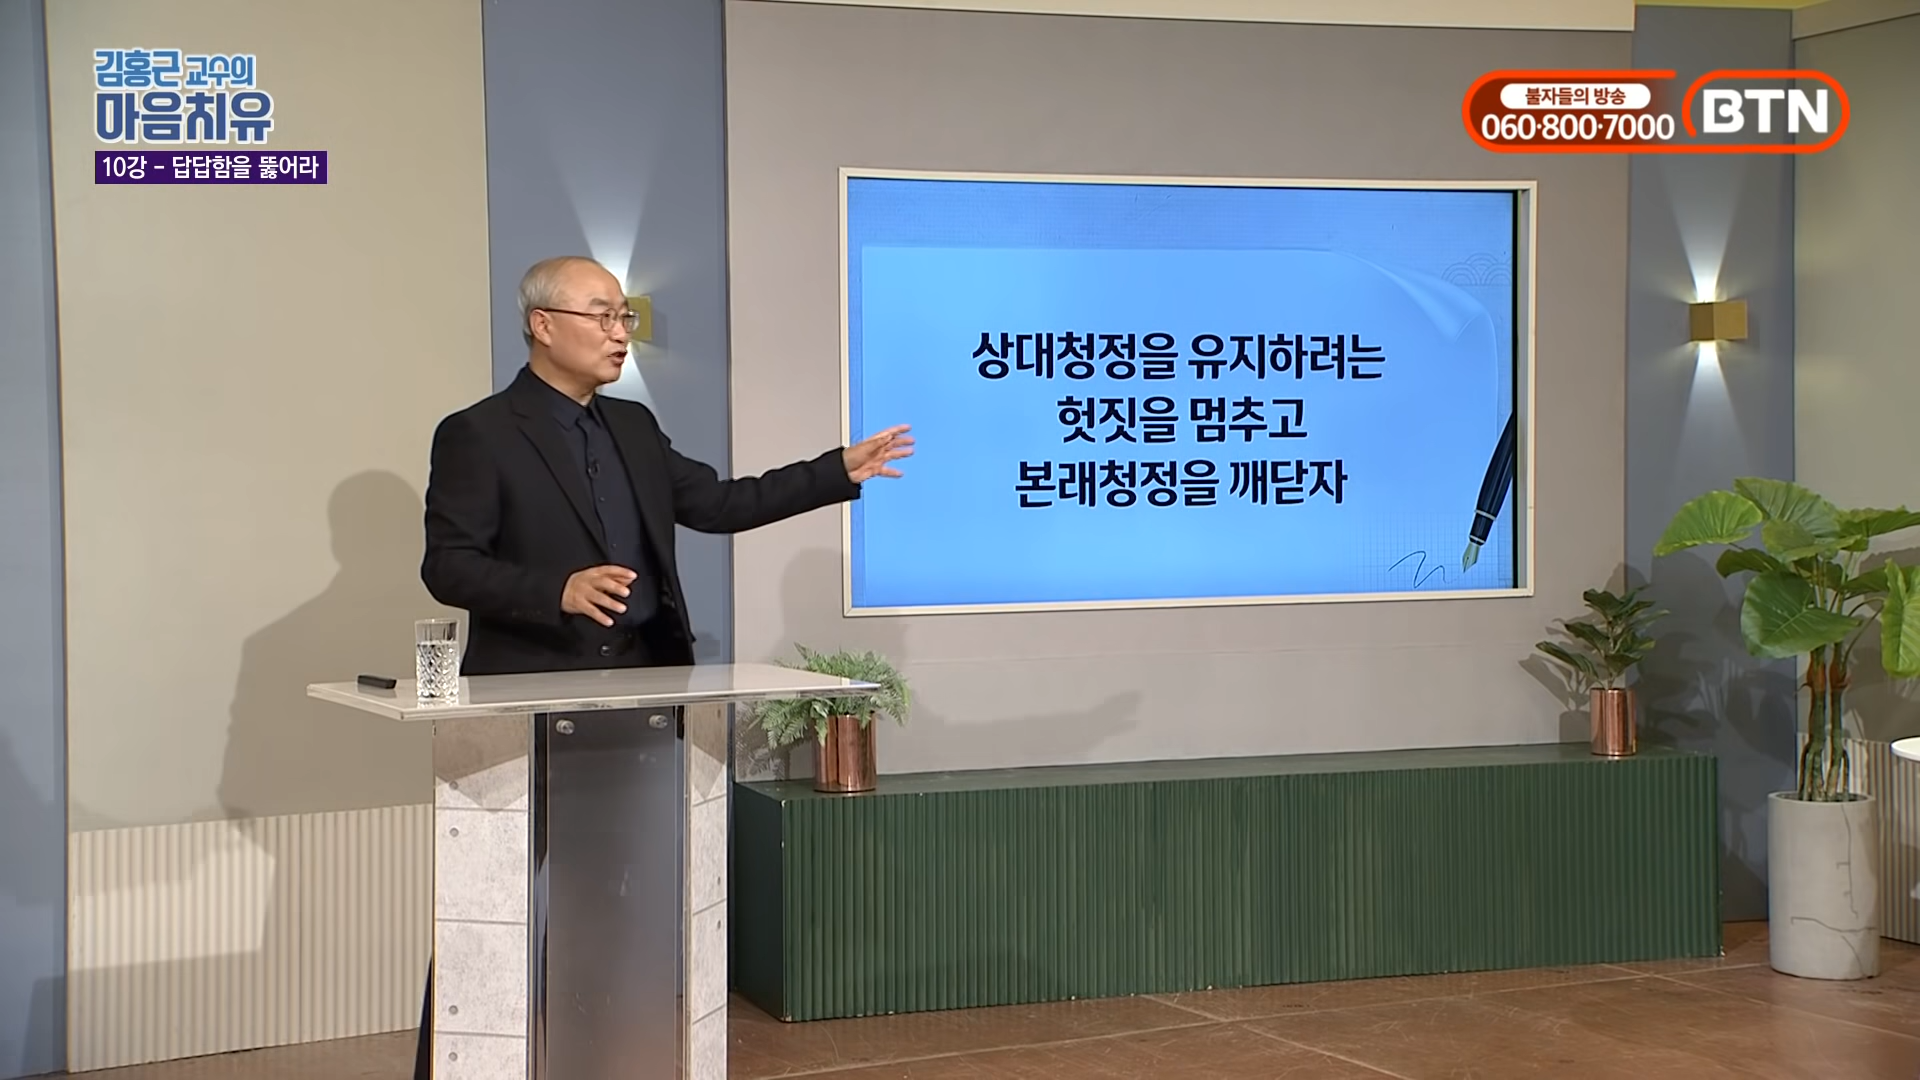 김홍근 교수의
마음치유
10강 - 답답함을 뚫어라
불자들의 방송
060·800·7000
BTN
상대청정을 유지하려는
헛짓을 멈추고
본래청정을 깨닫자